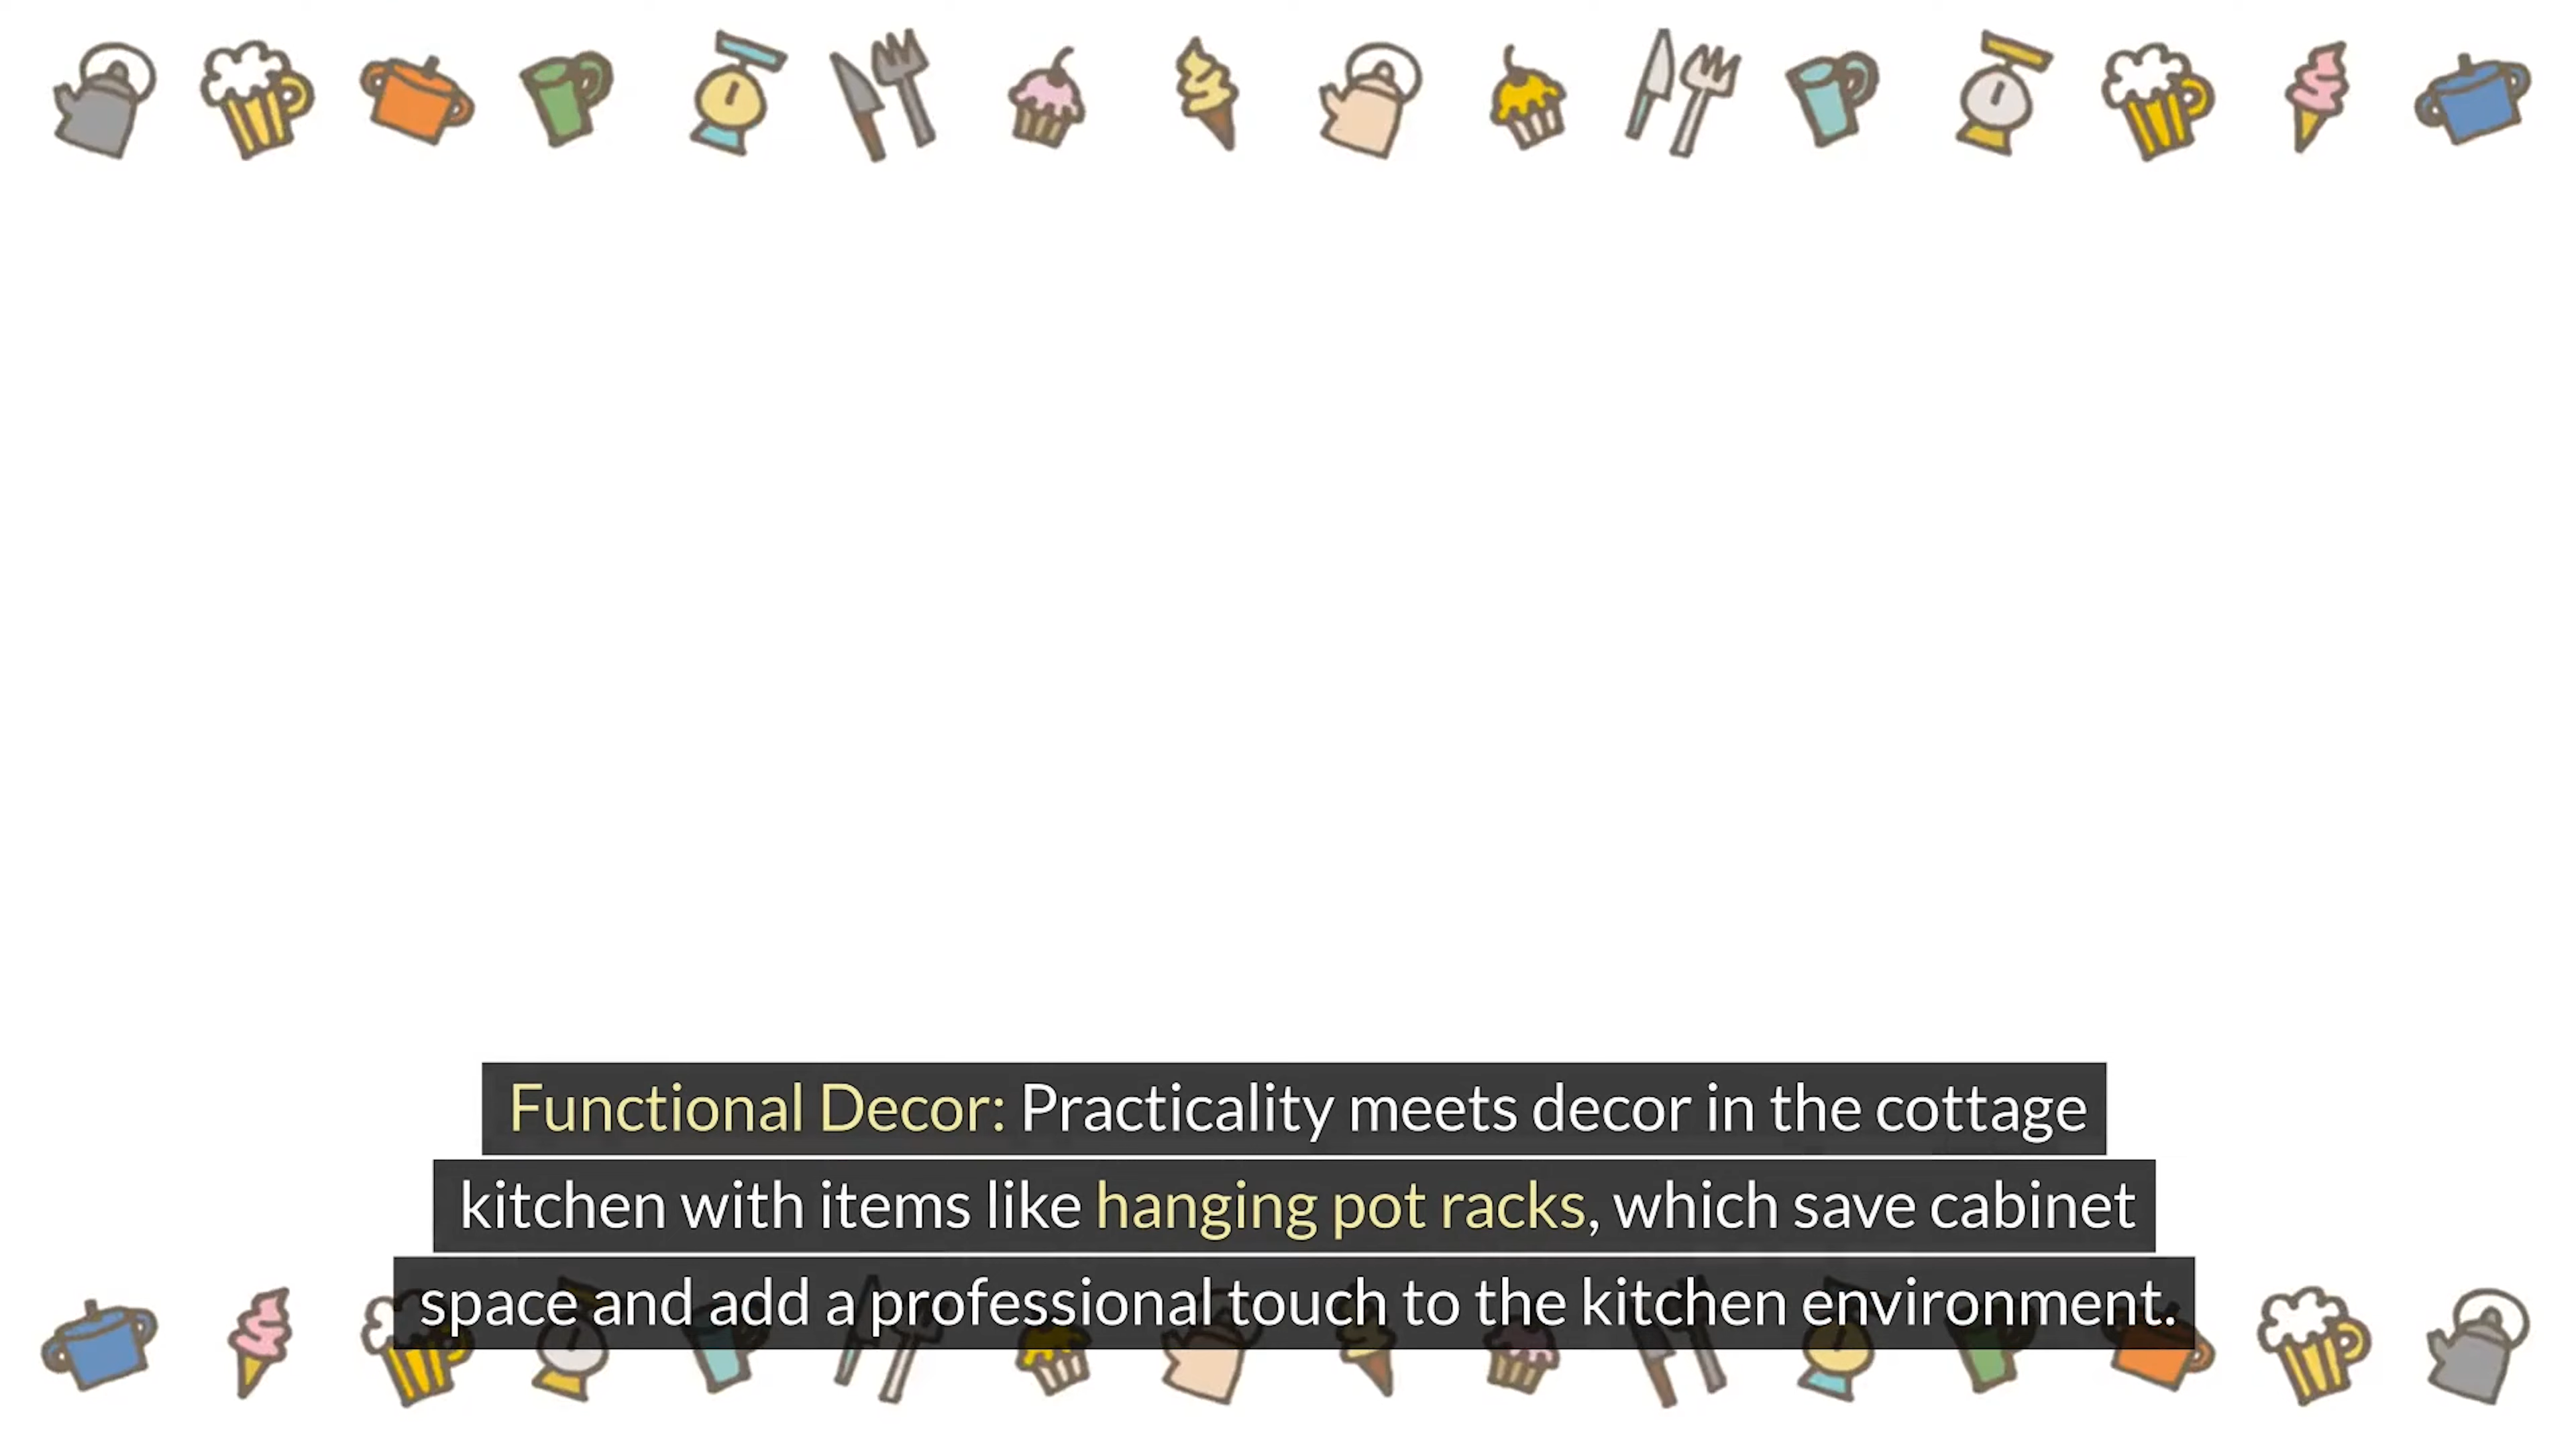 Functional Decor: Practicality meets decor in the cottage
kitchen with items like hanging pot racks, which save cabinet
space and add a professional touch to the kitchen environment.